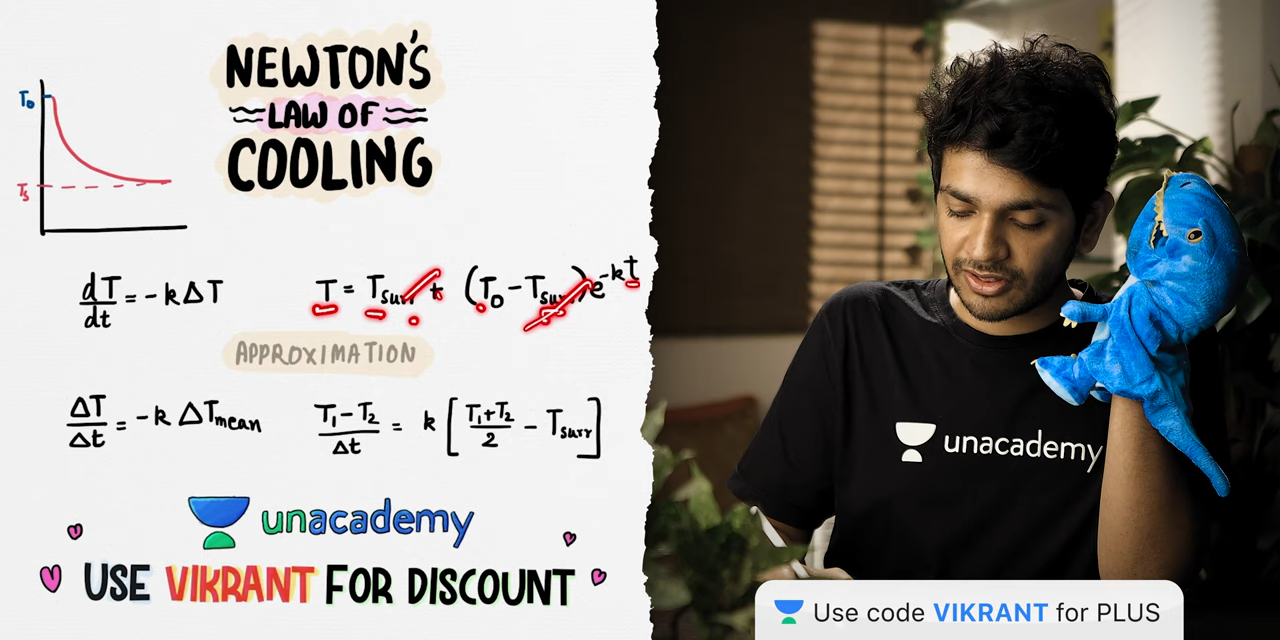 NEWTON'S
LAW OF
COOLING
T₀
Tₛ
dT/dt = -kΔT
T = Tsurr + (T₀ - Tsurr)e^-kt
APPROXIMATION
ΔT/Δt = -k ΔTmean
T₁-T₂/Δt = k [T₁+T₂/2 - Tsurr]
unacademy
USE VIKRANT FOR DISCOUNT
unacademy
Use code VIKRANT for PLUS